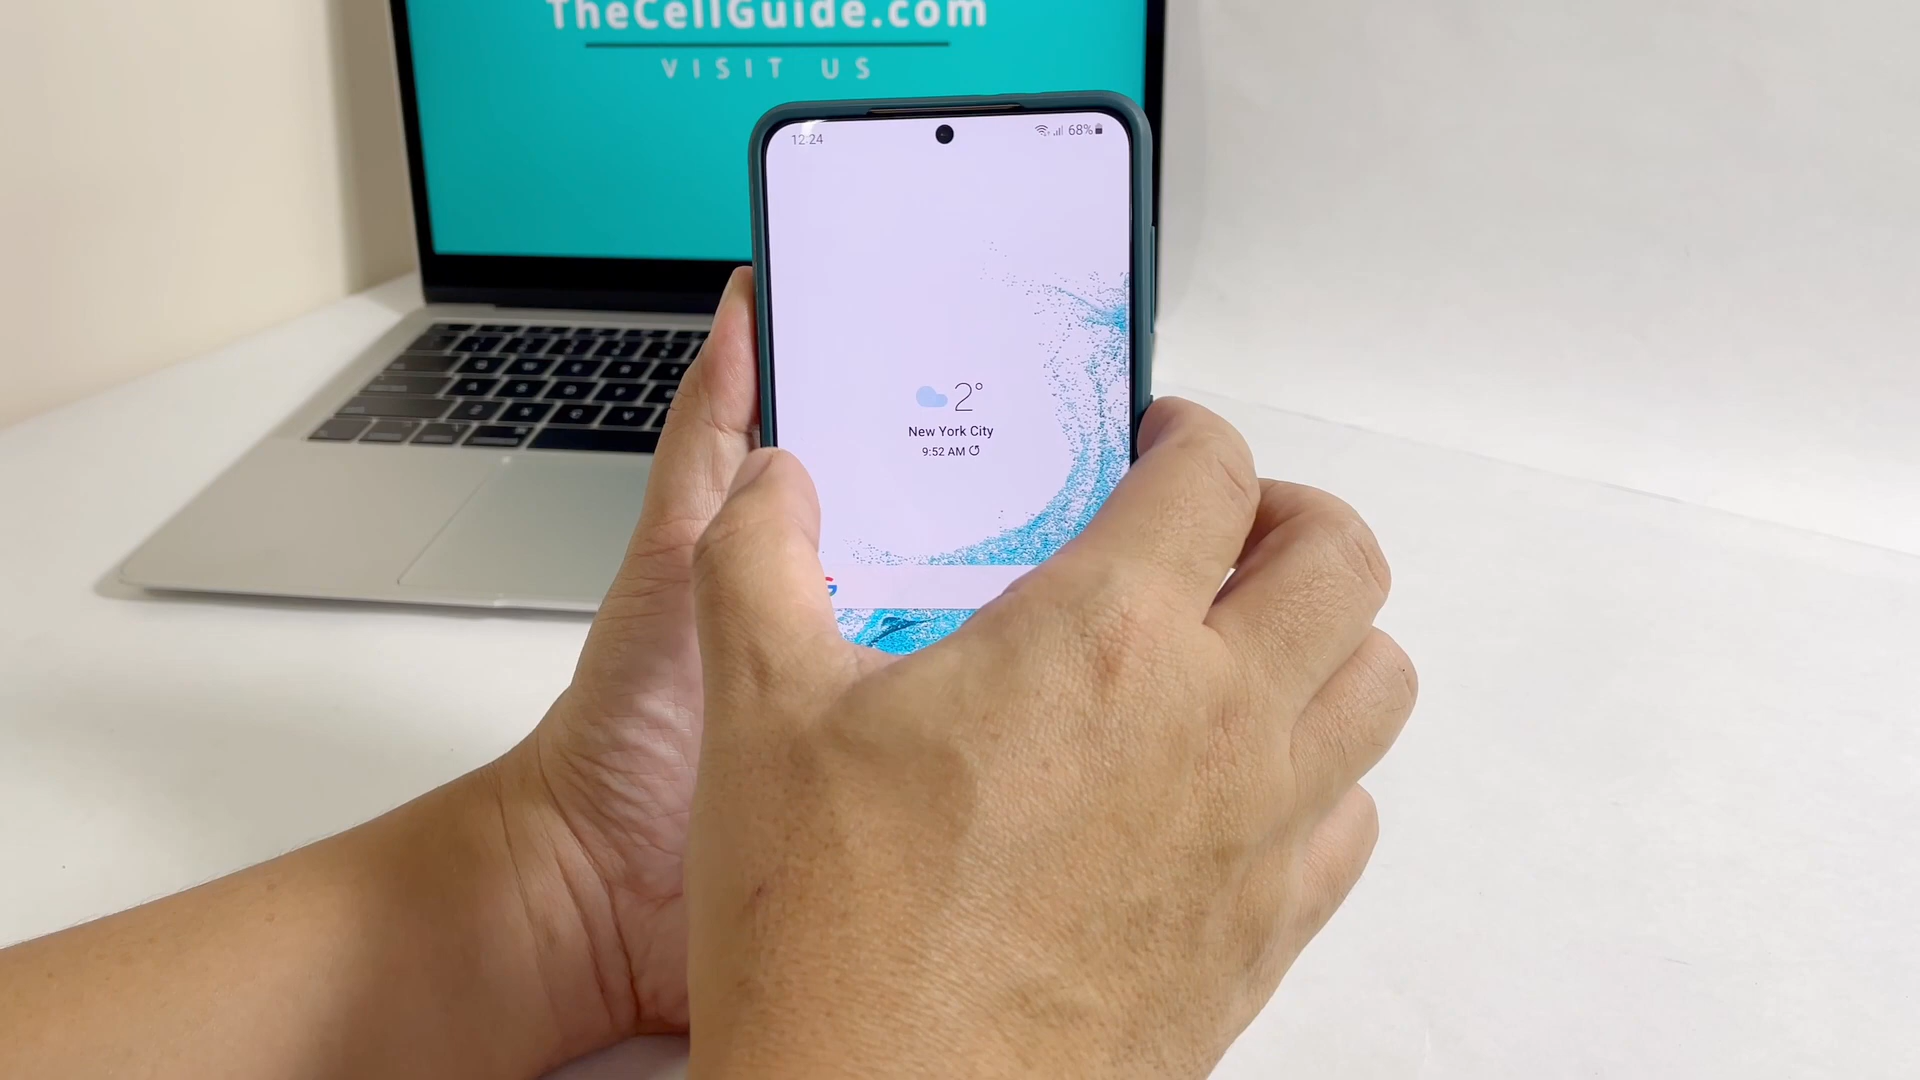 TheCellGuide.com
VISIT US
12:24
68%
2°
New York City
9:52 AM
G